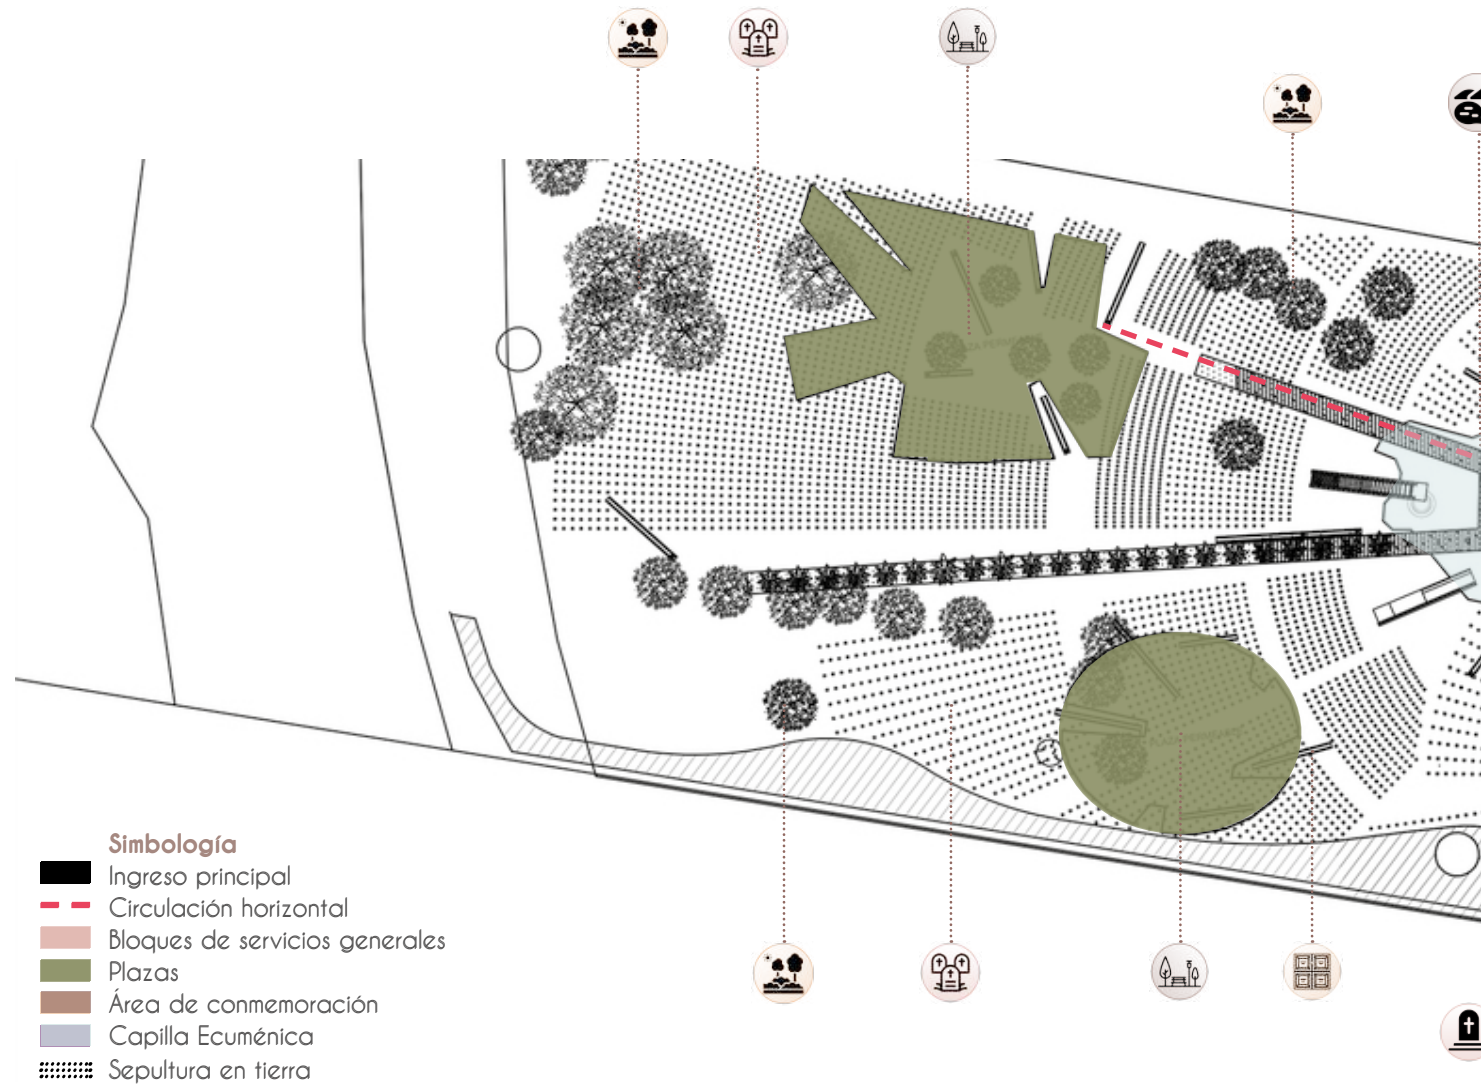 Simbología
Ingreso principal
Circulación horizontal
Bloques de servicios generales
Plazas
Área de conmemoración
Capilla Ecuménica
Sepultura en tierra